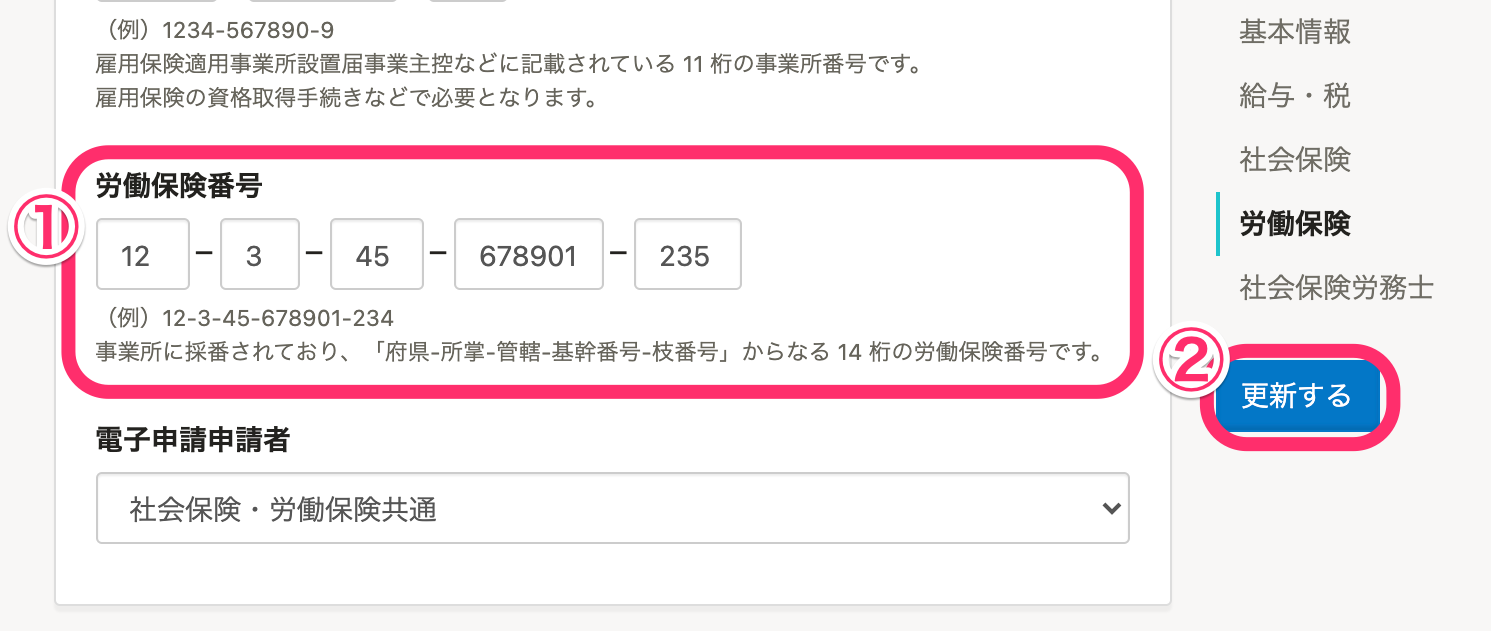 （例）1234-567890-9
雇用保険適用事業所設置届事業主控などに記載されている 11 桁の事業所番号です。
雇用保険の資格取得手続きなどで必要となります。
①
労働保険番号
12 – 3 – 45 – 678901 – 235
（例）12-3-45-678901-234
事業所に採番されており、「府県-所掌-管轄-基幹番号-枝番号」からなる 14 桁の労働保険番号です。
電子申請申請者
社会保険・労働保険共通
基本情報
給与・税
社会保険
労働保険
社会保険労務士
②
更新する